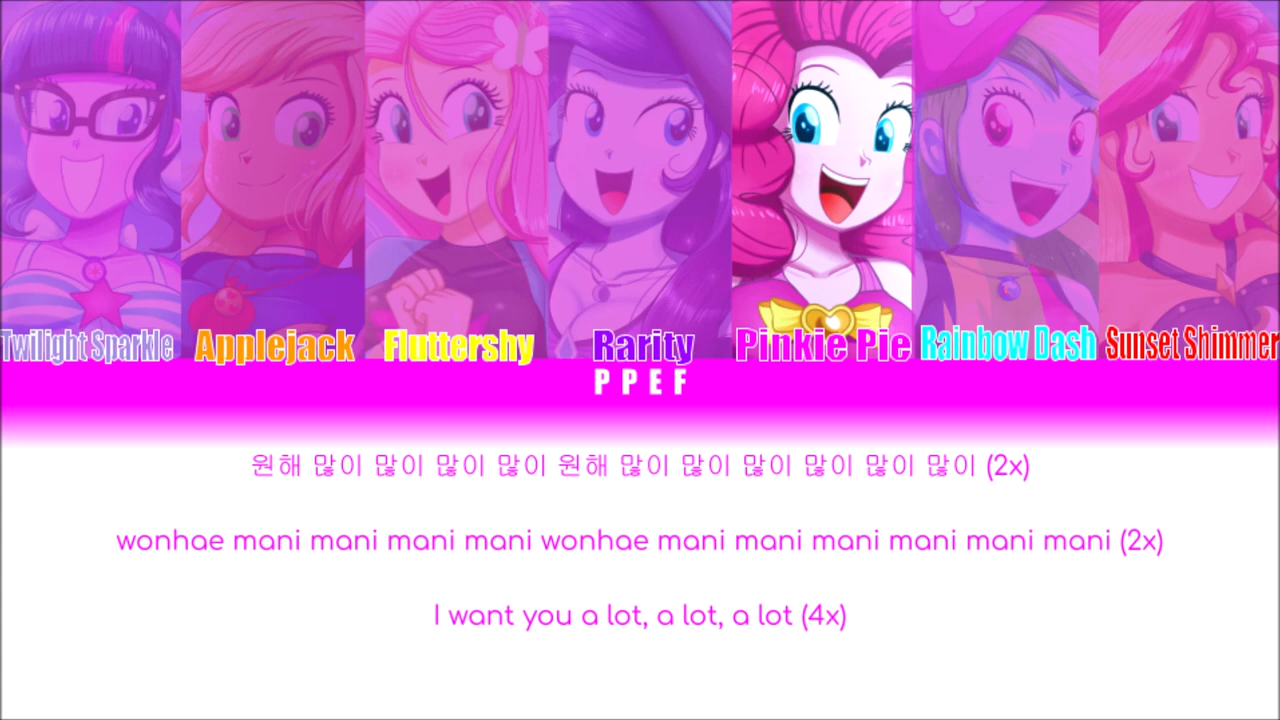 Twilight Sparkle Applejack Fluttershy Rarity Pinkie Pie Rainbow Dash Sunset Shimmer
PPEF
원해 많이 많이 많이 많이 원해 많이 많이 많이 많이 많이 많이 (2x)
wonhae mani mani mani mani wonhae mani mani mani mani mani mani (2x)
I want you a lot, a lot, a lot (4x)